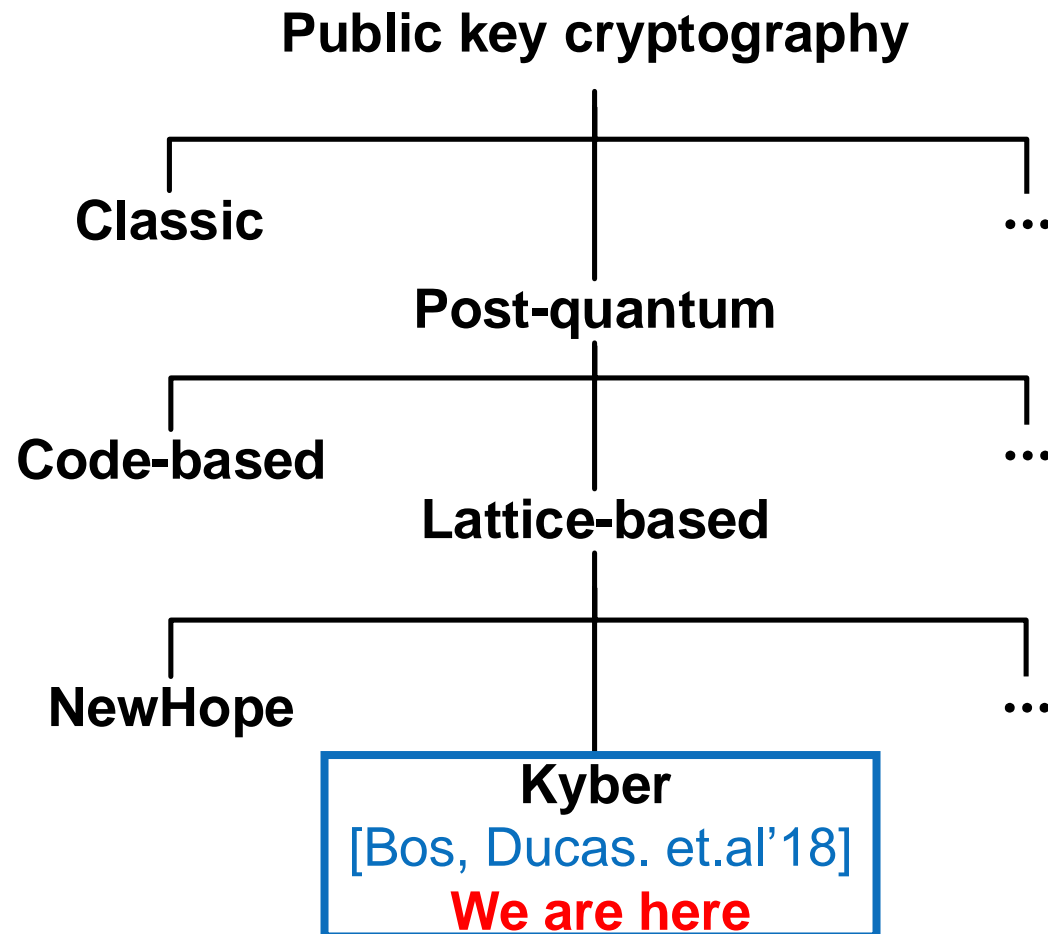 Public key cryptography
Classic
...
Post-quantum
Code-based
...
Lattice-based
NewHope
...
Kyber
[Bos, Ducas. et.al’18]
We are here